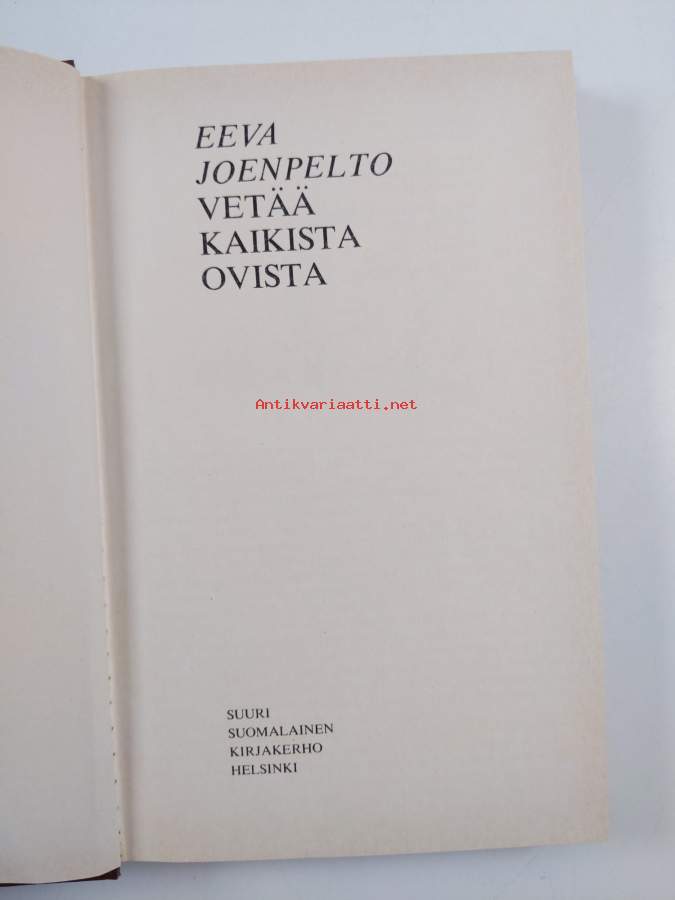 EEVA
JOENPELTO
VETÄÄ
KAIKISTA
OVISTA
Antikvariaatti.net
SUURI
SUOMALAINEN
KIRJAKERHO
HELSINKI